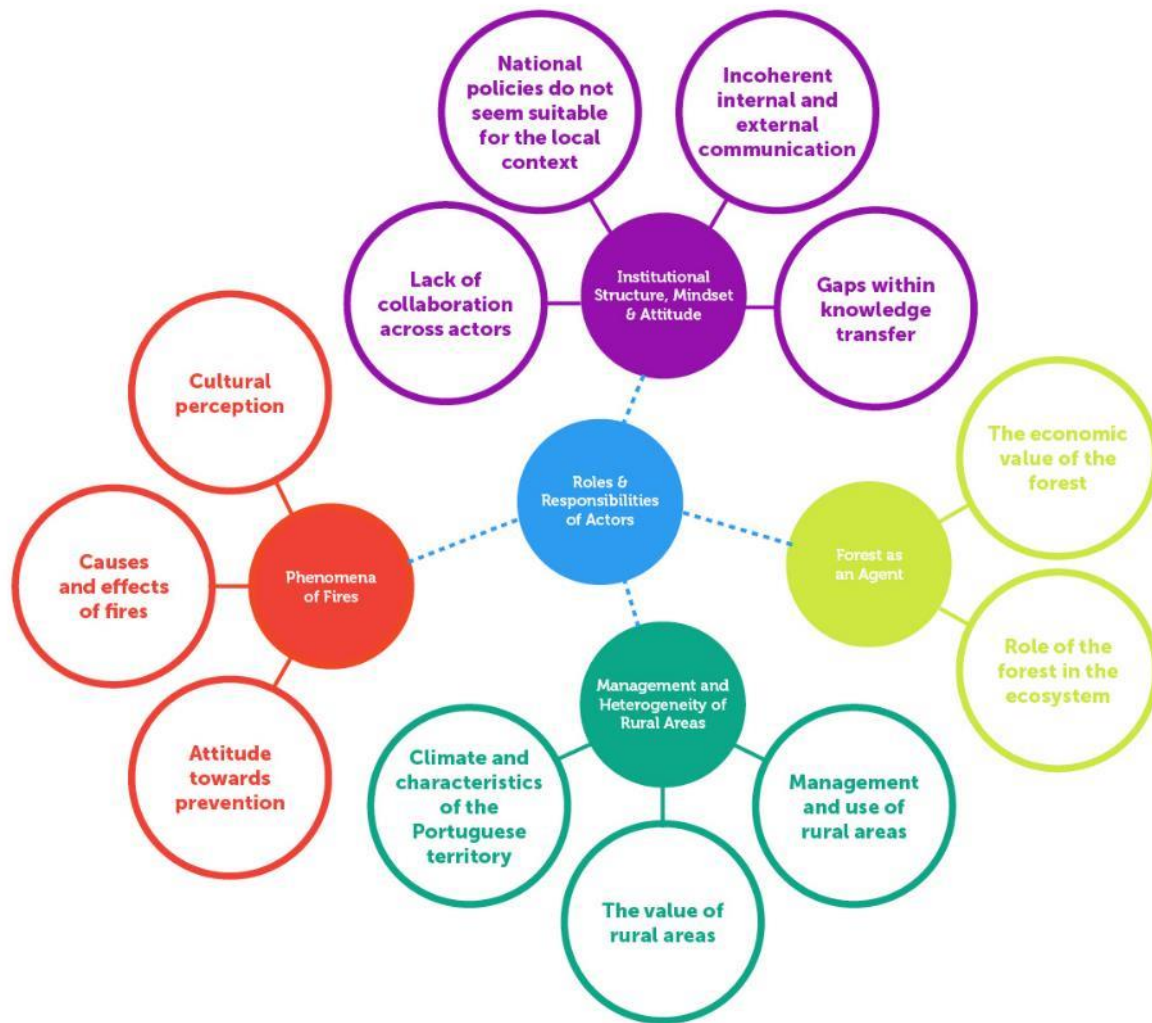 National
policies do not
seem suitable
for the local
context
Incoherent
internal and
external
communication
Lack of
collaboration
across actors
Institutional
Structure, Mindset
& Attitude
Gaps within
knowledge
transfer
Cultural
perception
Causes
and effects
of fires
Attitude
towards
prevention
Phenomena
of Fires
Roles &
Responsibilities
of Actors
Forest as
an Agent
The economic
value of the
forest
Role of the
forest in the
ecosystem
Management and
Heterogeneity of
Rural Areas
Climate and
characteristics
of the
Portuguese
territory
The value of
rural areas
Management
and use of
rural areas